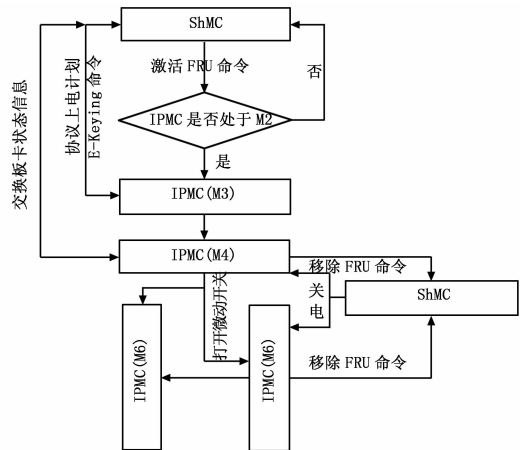 ShMC
激活 FRU 命令
否
IPMC 是否处于 M2
是
交换板卡状态信息
协议上电计划
E-Keying 命令
IPMC(M3)
IPMC(M4)
移除 FRU 命令
关电
ShMC
打开微动开关
IPMC(M6)
IPMC(M6)
移除 FRU 命令